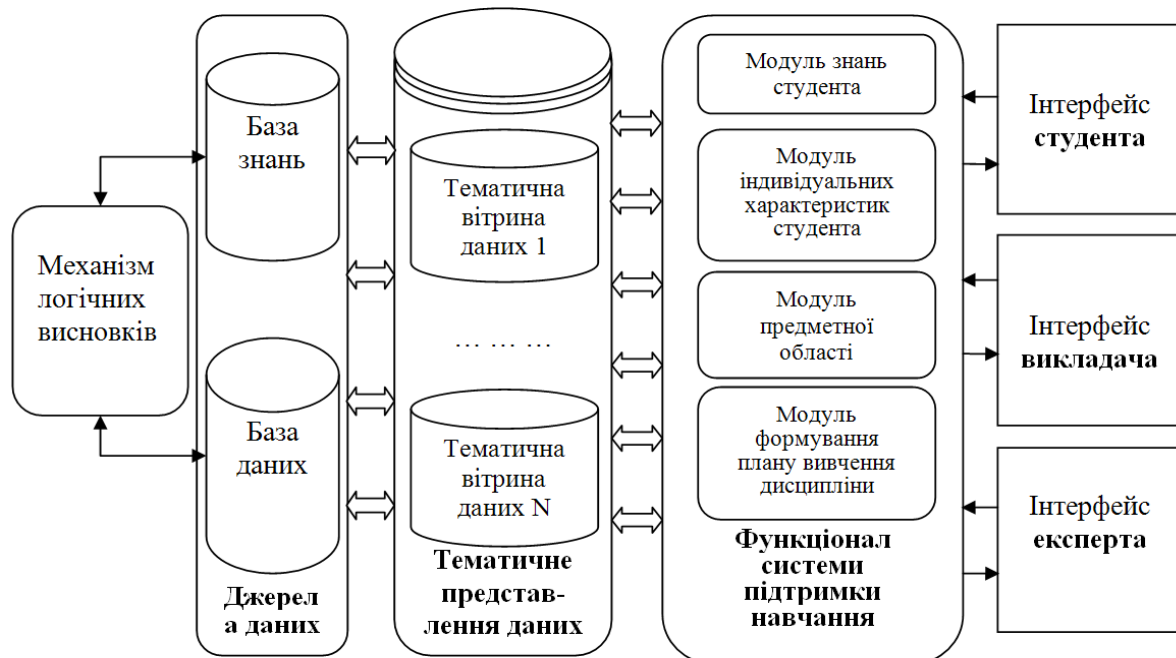 Механізм
логічних
висновків
База
знань
База
даних
Джерел
а даних
Тематична
вітрина
даних 1
… … …
Тематична
вітрина
даних N
Тематичне
представ-
лення даних
Модуль знань
студента
Модуль
індивідуальних
характеристик
студента
Модуль
предметної
області
Модуль
формування
плану вивчення
дисципліни
Функціонал
системи
підтримки
навчання
Інтерфейс
студента
Інтерфейс
викладача
Інтерфейс
експерта